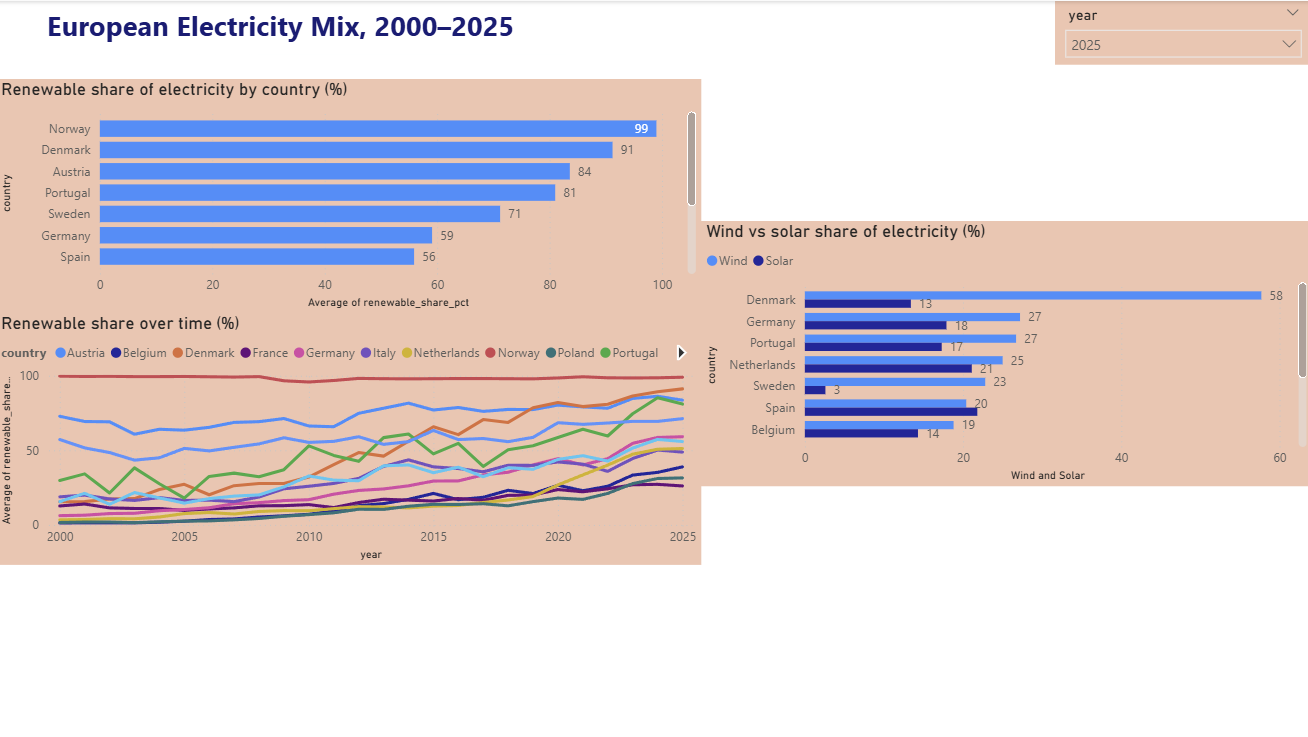 European Electricity Mix, 2000–2025
year
2025
Renewable share of electricity by country (%)
country
Norway 99
Denmark 91
Austria 84
Portugal 81
Sweden 71
Germany 59
Spain 56
0 20 40 60 80 100
Average of renewable_share_pct
Renewable share over time (%)
country Austria Belgium Denmark France Germany Italy Netherlands Norway Poland Portugal
Average of renewable_share...
100
50
0
2000 2005 2010 2015 2020 2025
year
Wind vs solar share of electricity (%)
Wind Solar
country
Denmark 58
13
Germany 27
18
Portugal 27
17
Netherlands 25
21
Sweden 23
3
Spain 20
Belgium 19
14
0 20 40 60
Wind and Solar